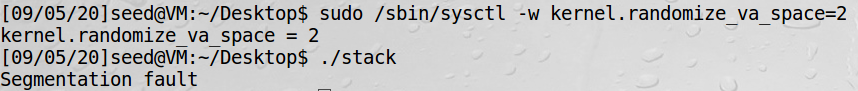 [09/05/20]seed@VM:~/Desktop$ sudo /sbin/sysctl -w kernel.randomize_va_space=2
kernel.randomize_va_space = 2
[09/05/20]seed@VM:~/Desktop$ ./stack
Segmentation fault